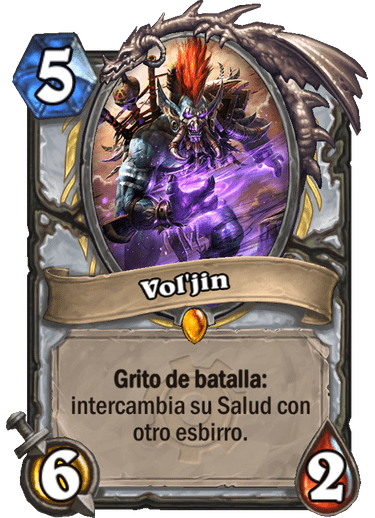 5
Vol'jin
Grito de batalla:
intercambia su Salud con
otro esbirro.
6
2